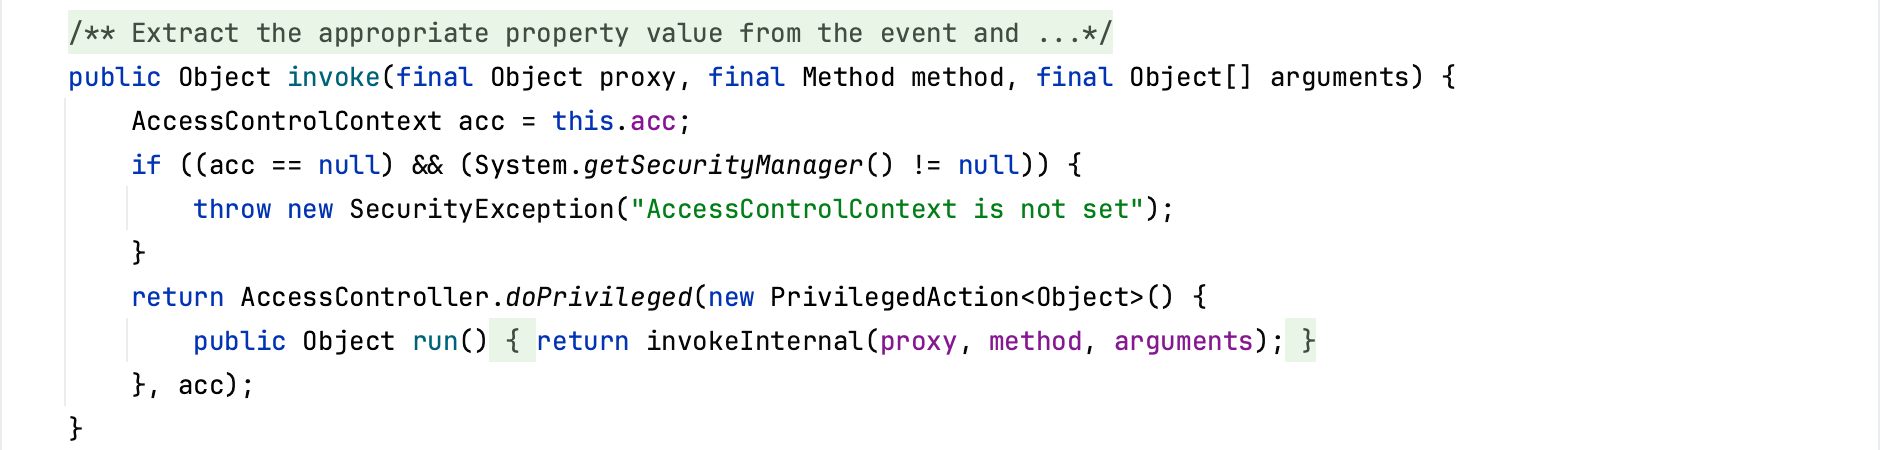 /** Extract the appropriate property value from the event and ...*/
public Object invoke(final Object proxy, final Method method, final Object[] arguments) {
    AccessControlContext acc = this.acc;
    if ((acc == null) && (System.getSecurityManager() != null)) {
        throw new SecurityException("AccessControlContext is not set");
    }
    return AccessController.doPrivileged(new PrivilegedAction<Object>() {
        public Object run() { return invokeInternal(proxy, method, arguments); }
    }, acc);
}